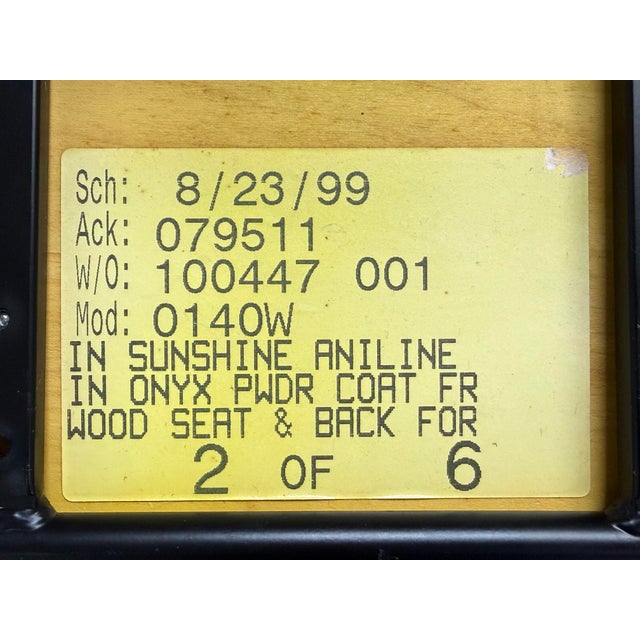 Sch: 8/23/99
Ack: 079511
W/O: 100447 001
Mod: 0140W
IN SUNSHINE ANILINE
IN ONYX PWDR COAT FR
WOOD SEAT & BACK FOR
2 OF 6